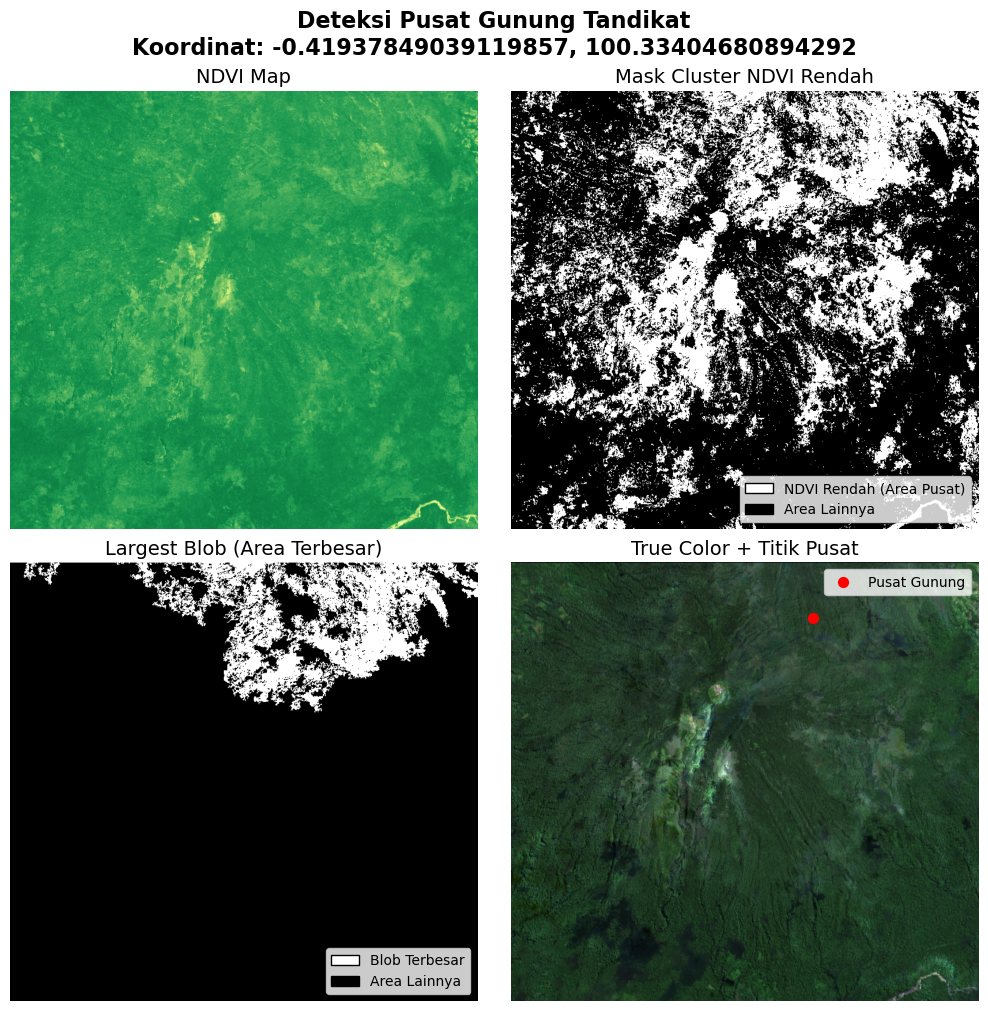 Deteksi Pusat Gunung Tandikat
Koordinat: -0.41937849039119857, 100.33404680894292
NDVI Map
Mask Cluster NDVI Rendah
NDVI Rendah (Area Pusat)
Area Lainnya
Largest Blob (Area Terbesar)
True Color + Titik Pusat
Pusat Gunung
Blob Terbesar
Area Lainnya